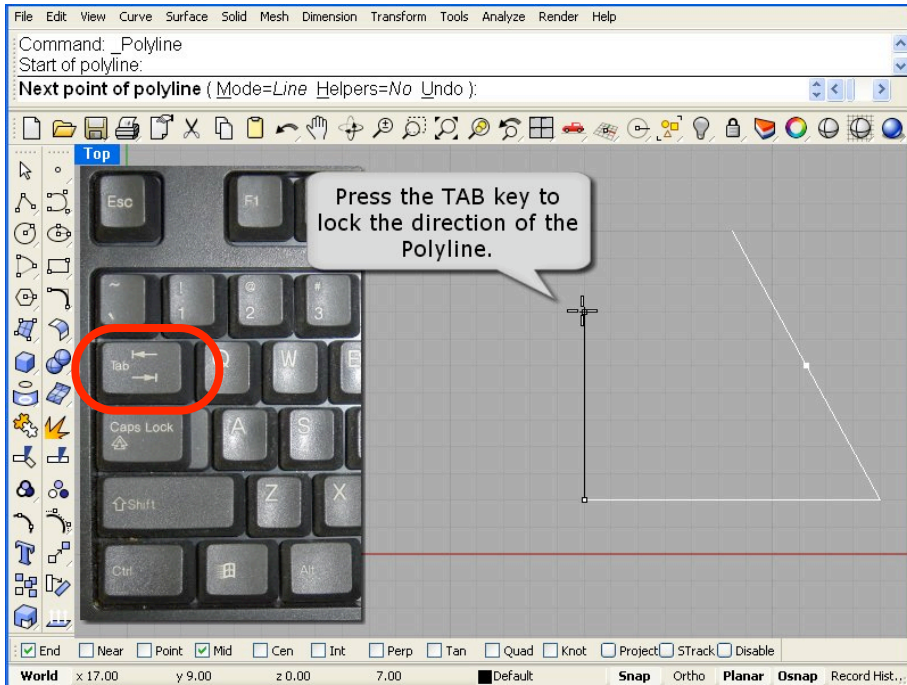 File Edit View Curve Surface Solid Mesh Dimension Transform Tools Analyze Render Help
Command: _Polyline
Start of polyline:
Next point of polyline ( Mode=Line Helpers=No Undo ):
Top
Press the TAB key to
lock the direction of the
Polyline.
Esc F1
~ ! @ #
` 1 2 3
Tab Q W E
Caps Lock A S
Shift Z X
Ctrl Alt
End Near Point Mid Cen Int Perp Tan Quad Knot Project STrack Disable
World x 17.00 y 9.00 z 0.00 7.00 Default Snap Ortho Planar Osnap Record Hist...